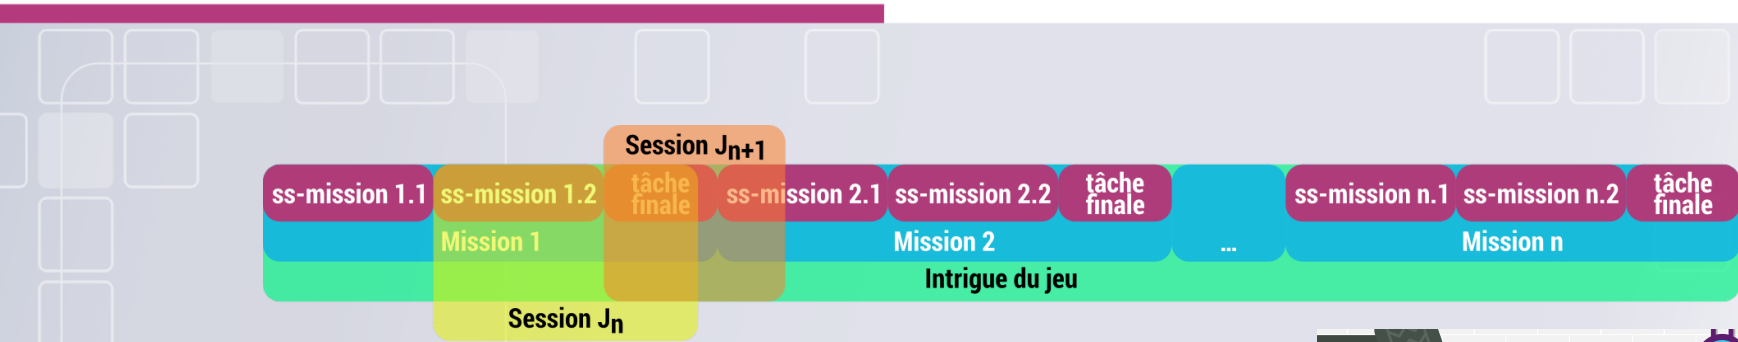 Session Jn+1
ss-mission 1.1
ss-mission 1.2
tâche
finale
ss-mission 2.1
ss-mission 2.2
tâche
finale
ss-mission n.1
ss-mission n.2
tâche
finale
Mission 1
Mission 2
...
Mission n
Intrigue du jeu
Session Jn